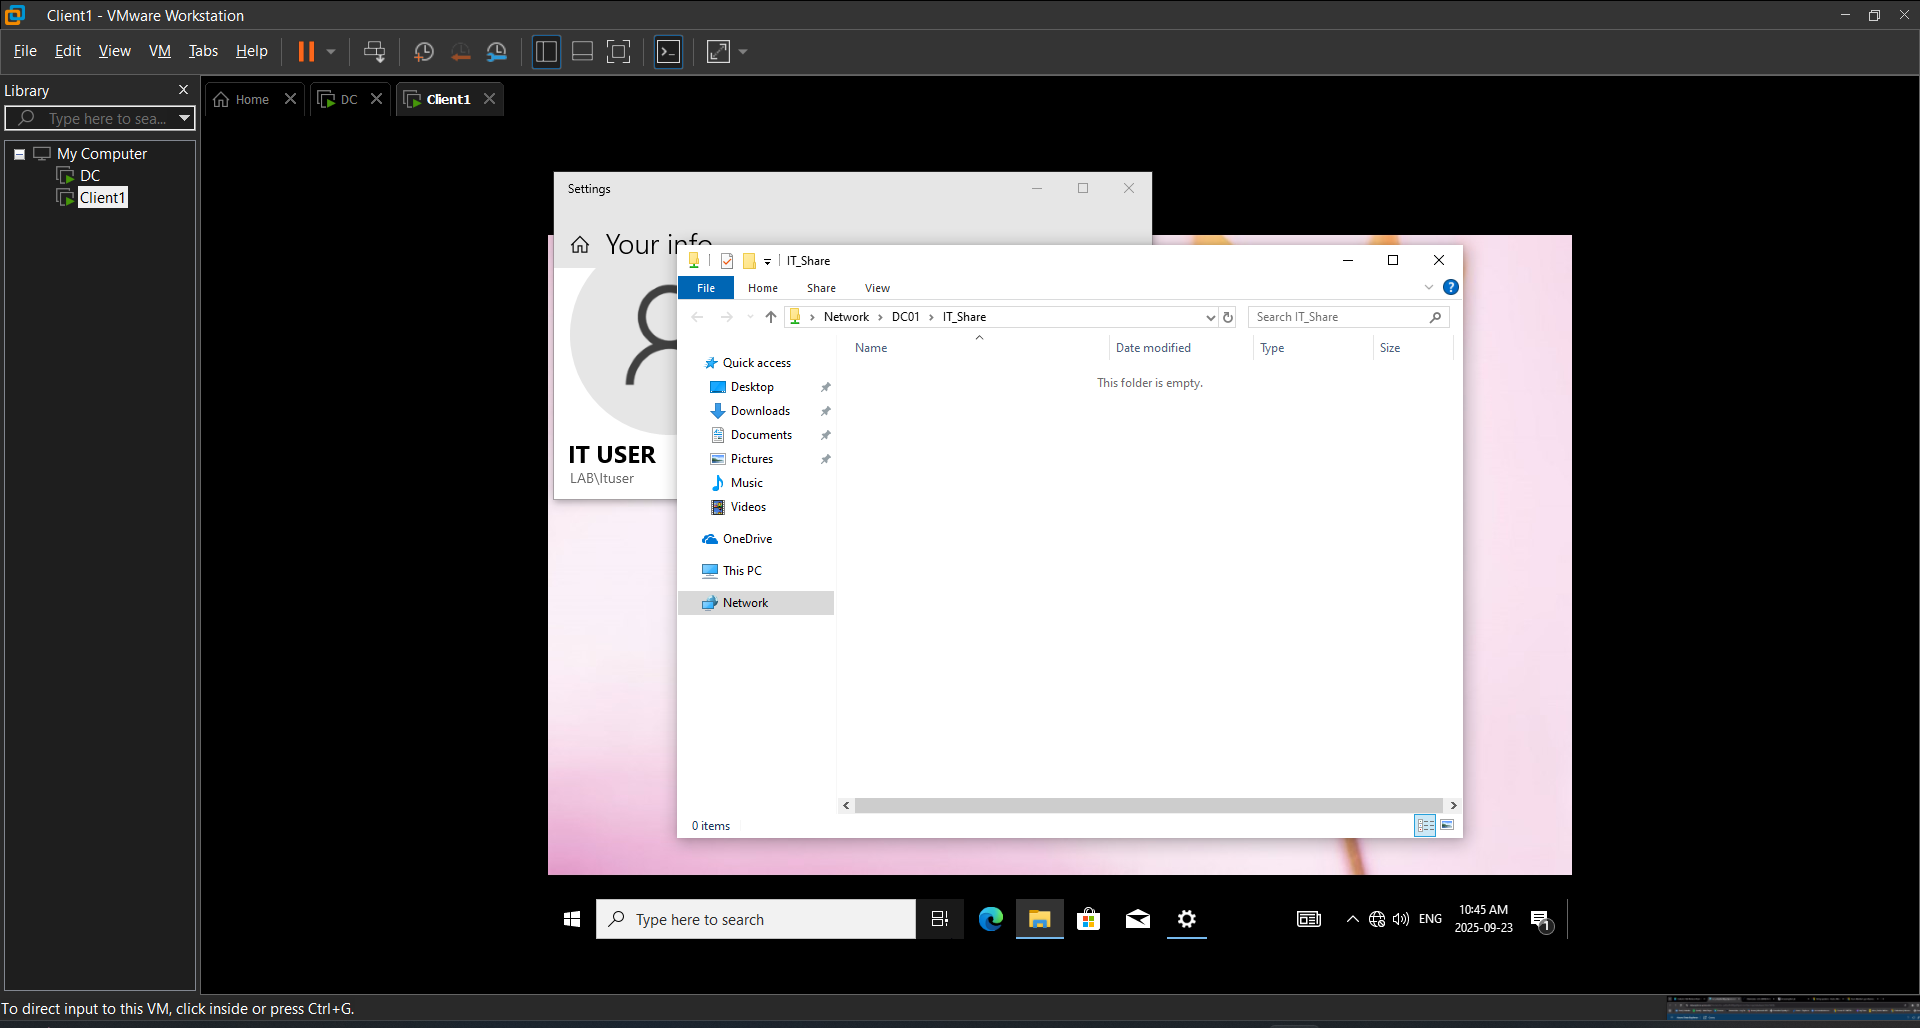 Client1 - VMware Workstation
File Edit View VM Tabs Help
Library
Type here to sea...
My Computer
DC
Client1
Home
DC
Client1
Settings
Your info
IT USER
LAB\Ituser
IT_Share
File Home Share View
Network DC01 IT_Share
Search IT_Share
Name Date modified Type Size
This folder is empty.
Quick access
Desktop
Downloads
Documents
Pictures
Music
Videos
OneDrive
This PC
Network
0 items
Type here to search
ENG
10:45 AM
2025-09-23
1
To direct input to this VM, click inside or press Ctrl+G.